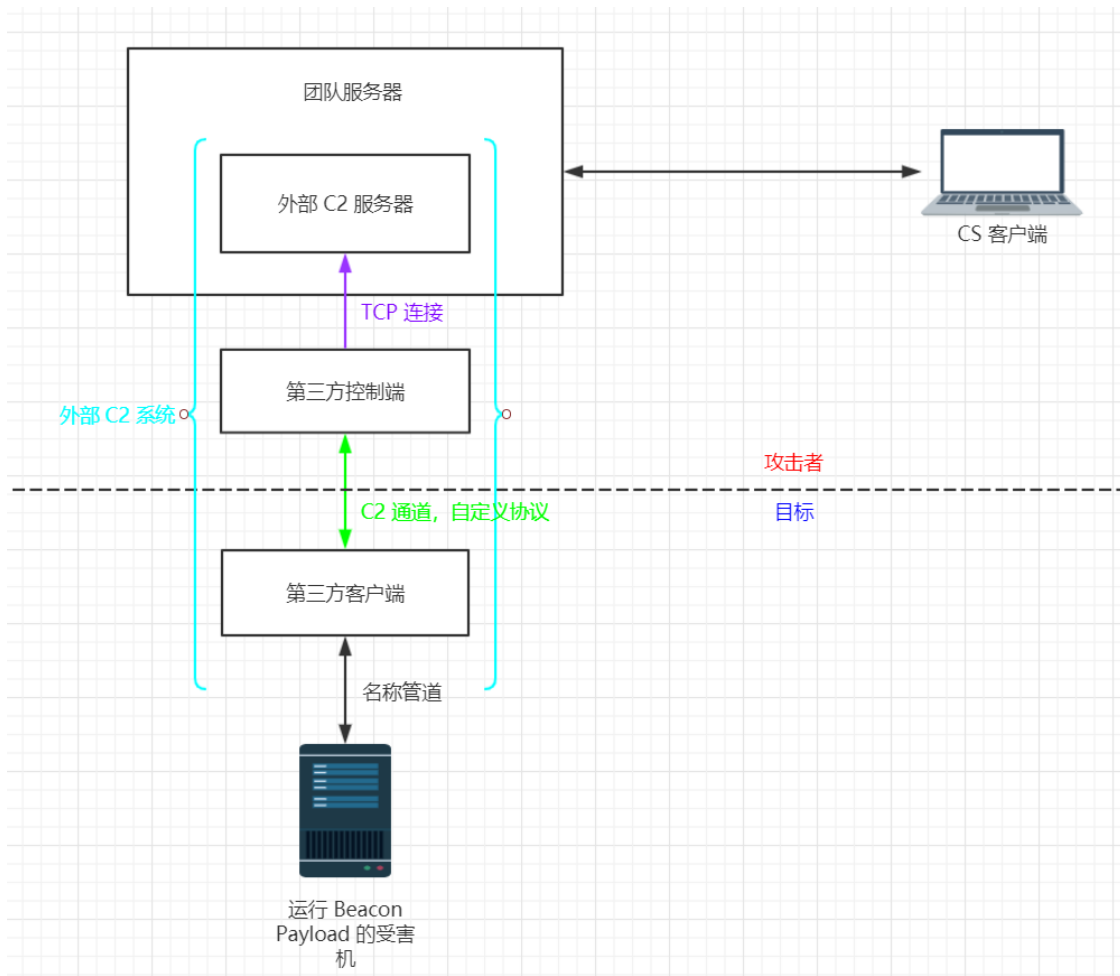 团队服务器
外部 C2 服务器
CS 客户端
TCP 连接
第三方控制端
外部 C2 系统
攻击者
C2 通道，自定义协议
目标
第三方客户端
名称管道
运行 Beacon
Payload 的受害
机